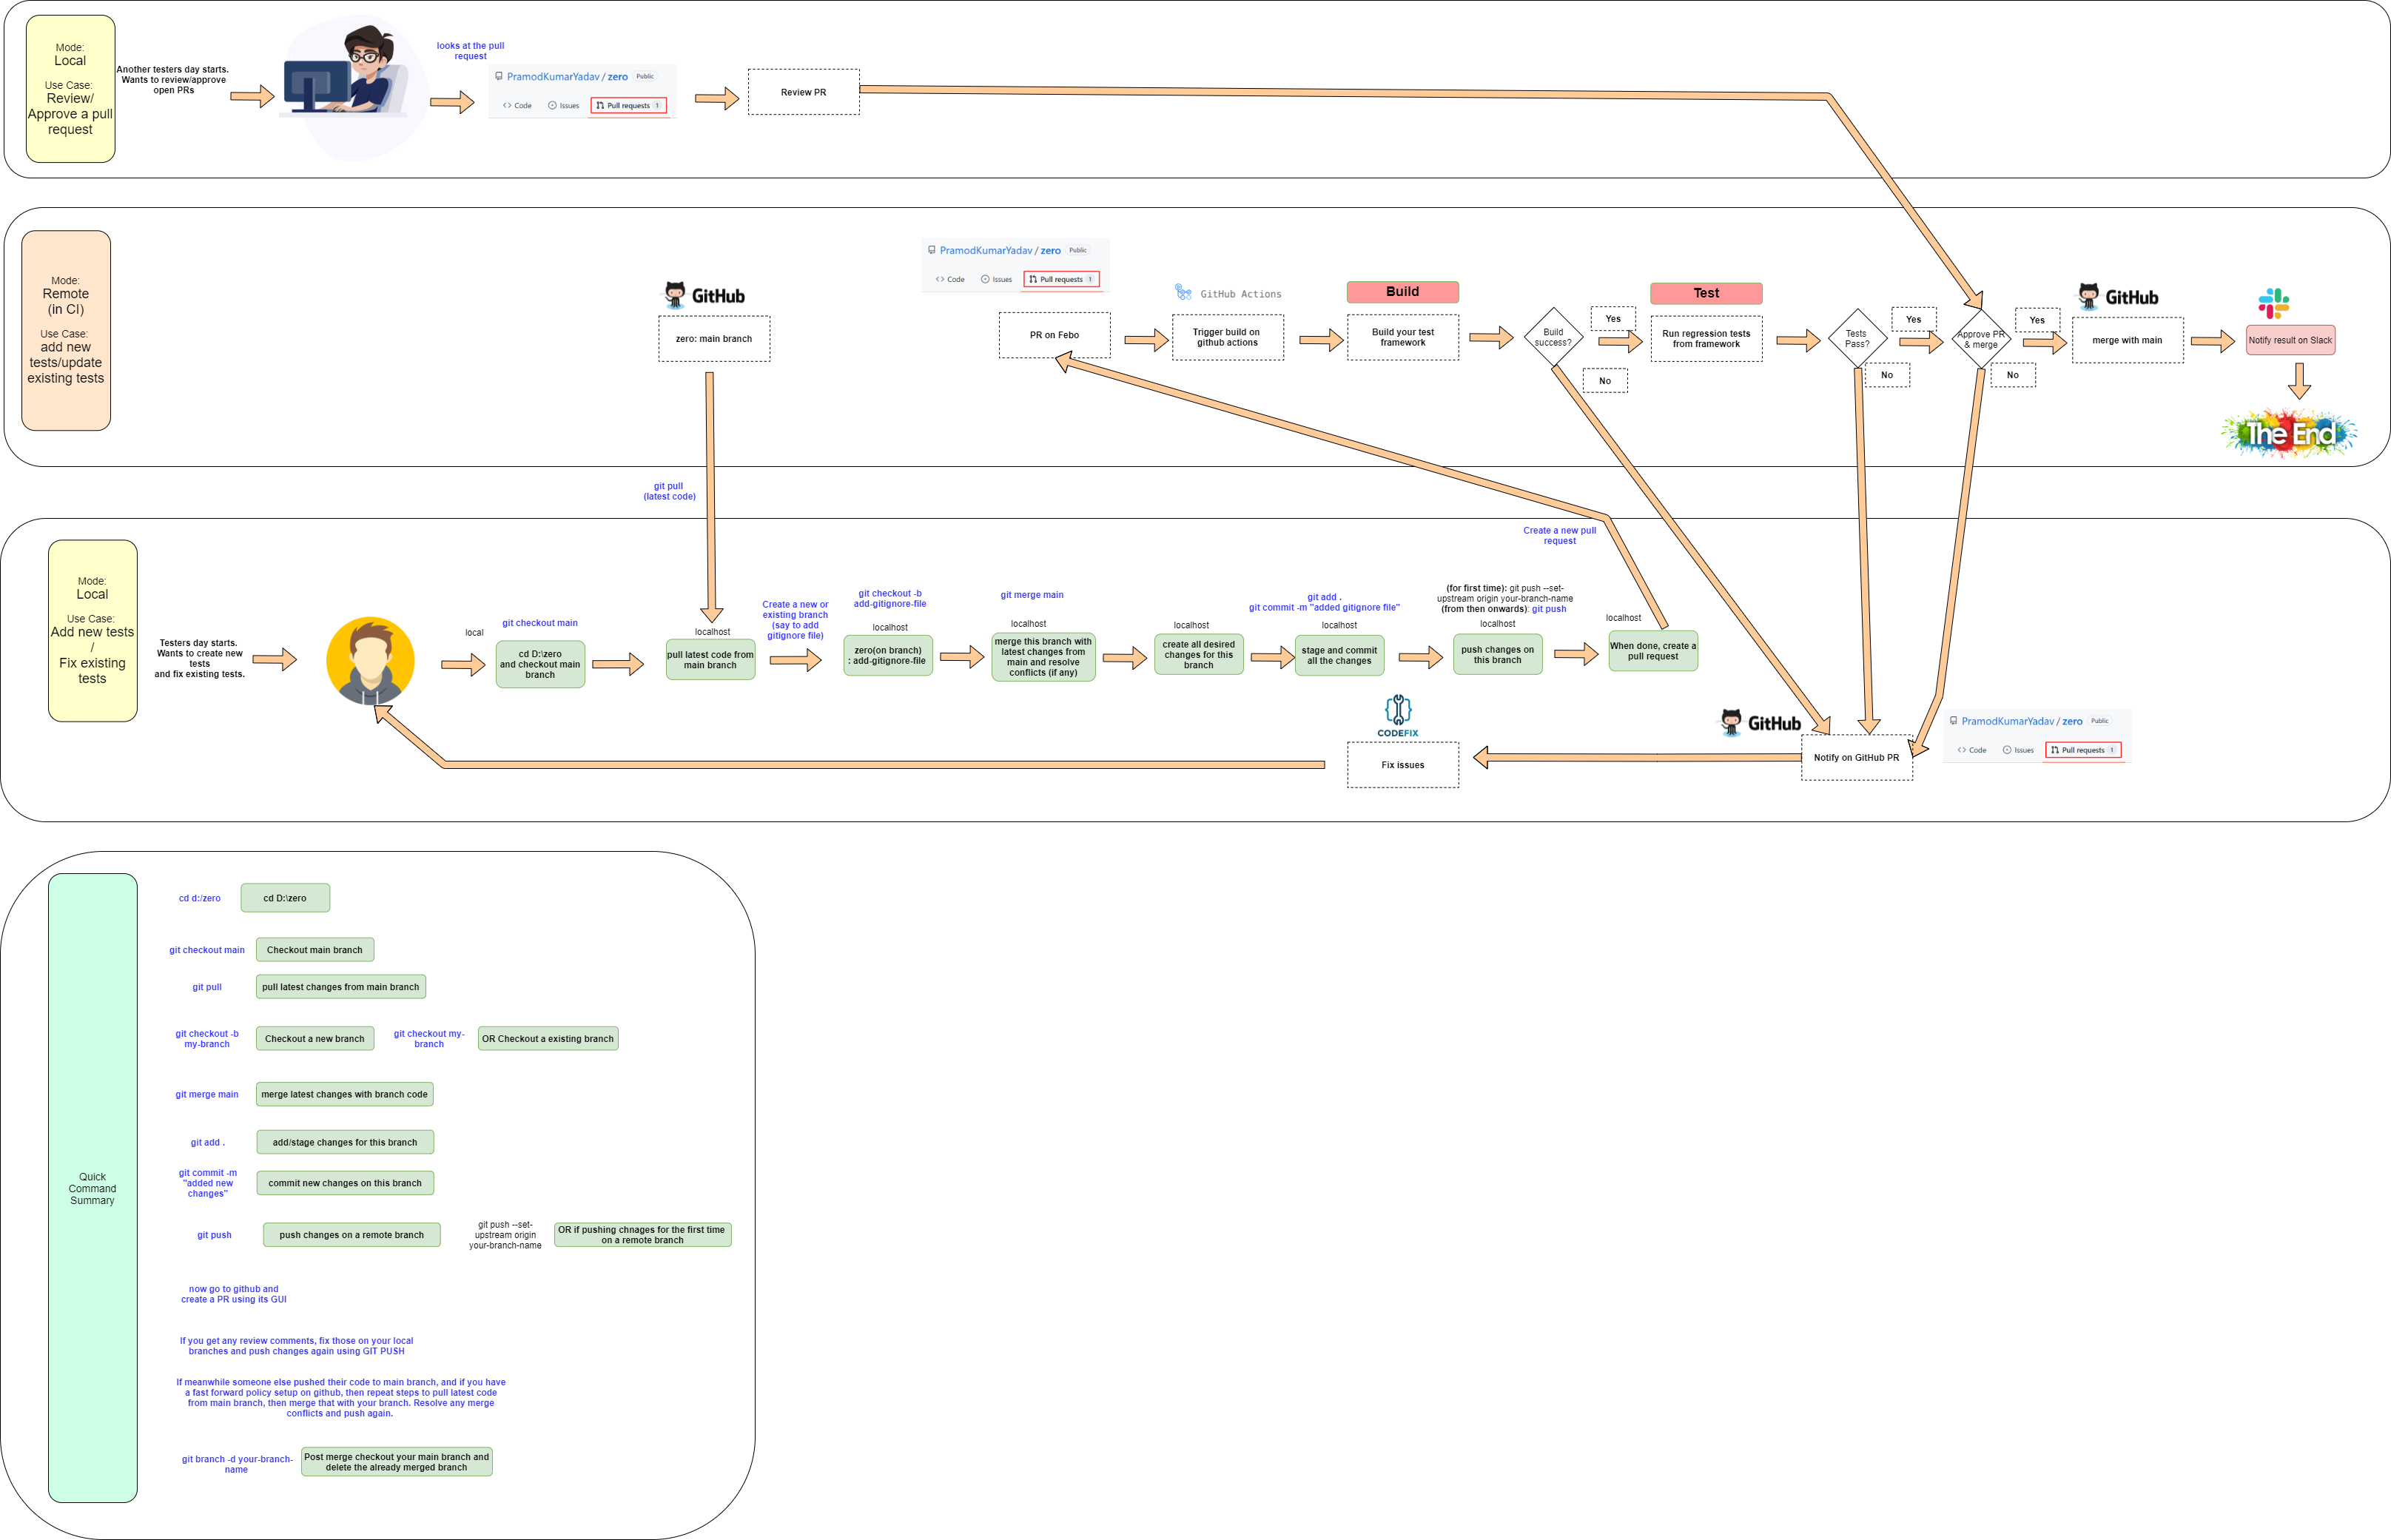 Mode:
Local
Use Case:
Review/
Approve a pull
request
Another testers day starts.
Wants to review/approve
open PRs
looks at the pull
request
PramodKumarYadav / zero Public
Code Issues Pull requests 1
Review PR
Mode:
Remote
(in CI)
Use Case:
add new
tests/update
existing tests
GitHub
zero: main branch
PramodKumarYadav / zero Public
Code Issues Pull requests 1
PR on Febo
GitHub Actions
Trigger build on
github actions
Build
Build your test
framework
Build
success?
Yes
No
Test
Run regression tests
from framework
Tests
Pass?
Yes
No
Approve PR
& merge
Yes
No
GitHub
merge with main
Notify result on Slack
The End
git pull
(latest code)
Create a new pull
request
Mode:
Local
Use Case:
Add new tests
/
Fix existing
tests
Testers day starts.
Wants to create new
tests
and fix existing tests.
local
git checkout main
cd D:\zero
and checkout main
branch
localhost
pull latest code from
main branch
Create a new or
existing branch
(say to add
gitignore file)
git checkout -b
add-gitignore-file
localhost
zero(on branch)
: add-gitignore-file
git merge main
localhost
merge this branch with
latest changes from
main and resolve
conflicts (if any)
localhost
create all desired
changes for this
branch
git add .
git commit -m "added gitignore file"
localhost
stage and commit
all the changes
(for first time): git push --set-
upstream origin your-branch-name
(from then onwards): git push
localhost
push changes on
this branch
localhost
When done, create a
pull request
CODEFIX
Fix issues
GitHub
Notify on GitHub PR
PramodKumarYadav / zero Public
Code Issues Pull requests 1
Quick
Command
Summary
cd d:/zero
cd D:\zero
git checkout main
Checkout main branch
git pull
pull latest changes from main branch
git checkout -b
my-branch
Checkout a new branch
git checkout my-
branch
OR Checkout a existing branch
git merge main
merge latest changes with branch code
git add .
add/stage changes for this branch
git commit -m
"added new
changes"
commit new changes on this branch
git push
push changes on a remote branch
git push --set-
upstream origin
your-branch-name
OR if pushing chnages for the first time
on a remote branch
now go to github and
create a PR using its GUI
If you get any review comments, fix those on your local
branches and push changes again using GIT PUSH
If meanwhile someone else pushed their code to main branch, and if you have
a fast forward policy setup on github, then repeat steps to pull latest code
from main branch, then merge that with your branch. Resolve any merge
conflicts and push again.
git branch -d your-branch-
name
Post merge checkout your main branch and
delete the already merged branch